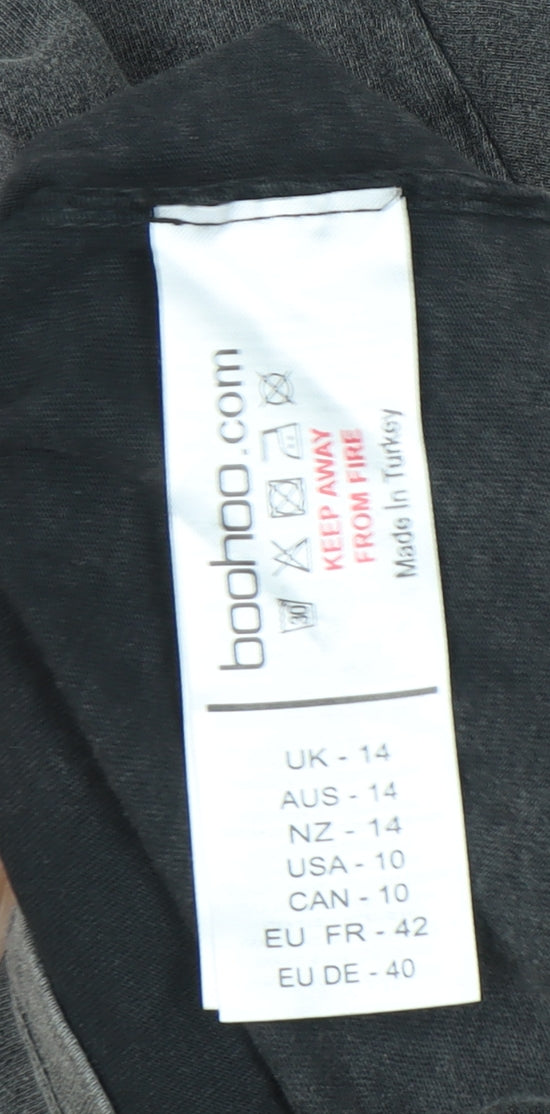 boohoo.com
30
KEEP AWAY
FROM FIRE
Made In Turkey
UK - 14
AUS - 14
NZ - 14
USA - 10
CAN - 10
EU FR - 42
EU DE - 40